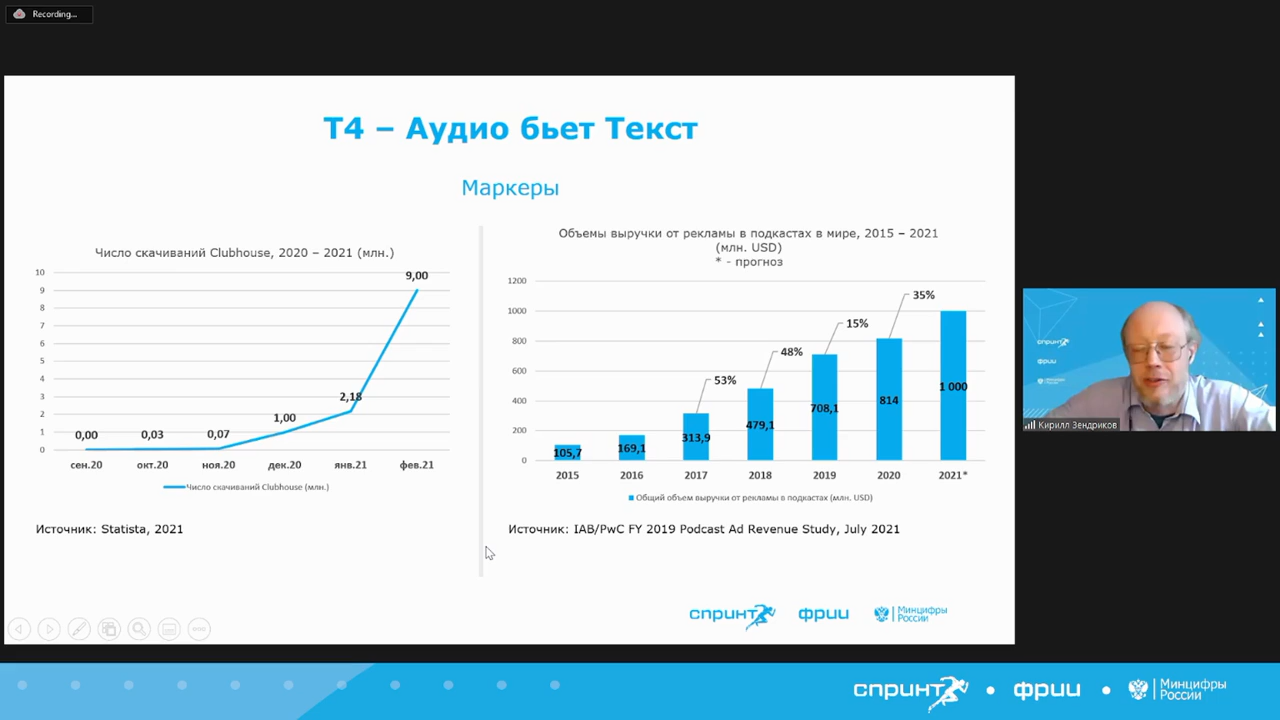 Recording...
Т4 – Аудио бьет Текст
Маркеры
Число скачиваний Clubhouse, 2020 – 2021 (млн.)
10
9
8
7
6
5
4
3
2
1
0
0,00
0,03
0,07
1,00
2,18
9,00
сен.20
окт.20
ноя.20
дек.20
янв.21
фев.21
Число скачиваний Clubhouse (млн.)
Источник: Statista, 2021
Объемы выручки от рекламы в подкастах в мире, 2015 – 2021
(млн. USD)
* - прогноз
1200
1000
800
600
400
200
0
53%
48%
15%
35%
105,7
169,1
313,9
479,1
708,1
814
1 000
2015
2016
2017
2018
2019
2020
2021*
Общий объем выручки от рекламы в подкастах (млн. USD)
Источник: IAB/PwC FY 2019 Podcast Ad Revenue Study, July 2021
спринт
фрии
Минцифры
России
спринт
фрии
Кирилл Зендриков
спринт
фрии
Минцифры
России